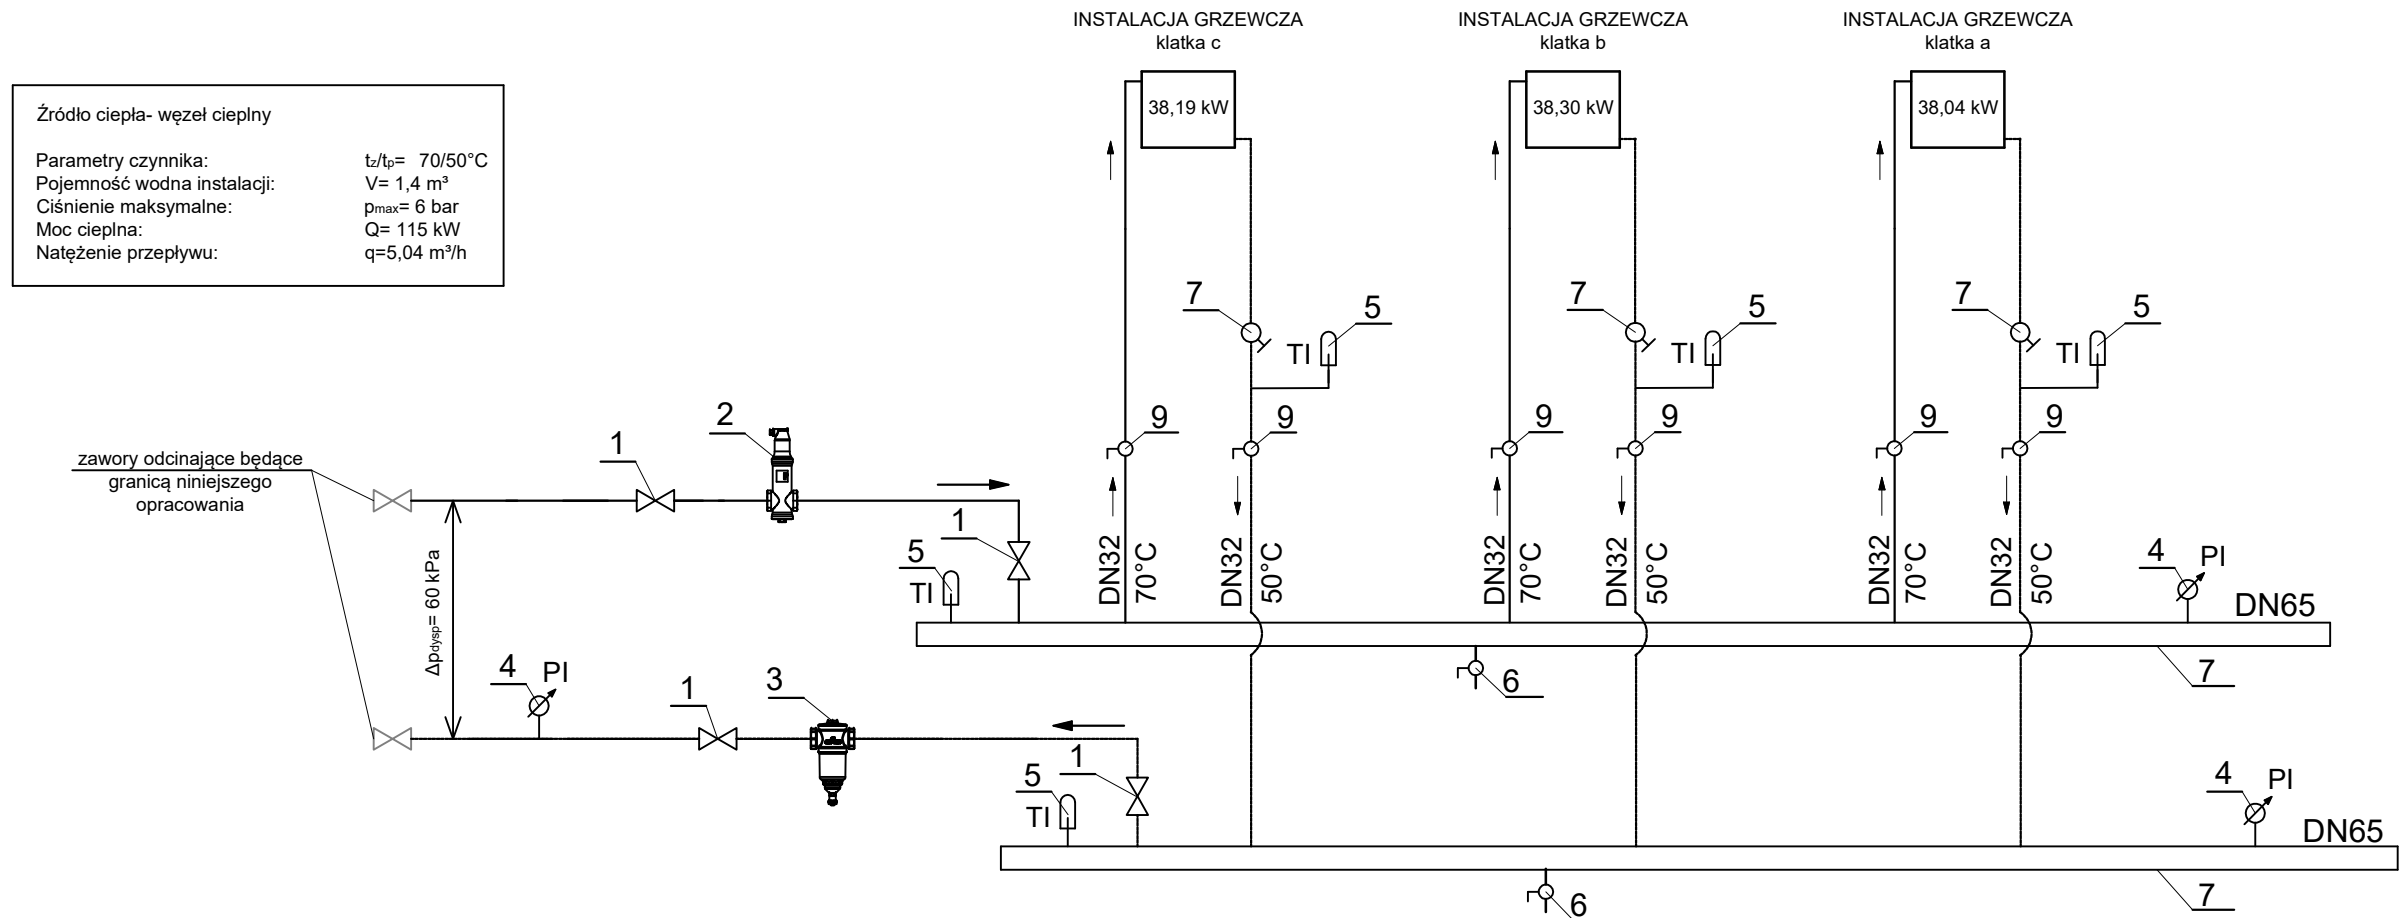 INSTALACJA GRZEWCZA
klatka c
INSTALACJA GRZEWCZA
klatka b
INSTALACJA GRZEWCZA
klatka a
38,19 kW
38,30 kW
38,04 kW
Źródło ciepła- węzeł cieplny
Parametry czynnika: tz/tp= 70/50°C
Pojemność wodna instalacji: V= 1,4 m³
Ciśnienie maksymalne: pmax= 6 bar
Moc cieplna: Q= 115 kW
Natężenie przepływu: q=5,04 m³/h
7
5
TI
7
5
TI
7
5
TI
2
1
9
9
9
9
9
9
zawory odcinające będące
granicą niniejszego
opracowania
1
5
TI
DN32
70°C
DN32
50°C
DN32
70°C
DN32
50°C
DN32
70°C
DN32
50°C
4
PI
DN65
Δpdysp= 60 kPa
4
PI
1
3
6
7
1
5
TI
4
PI
DN65
6
7